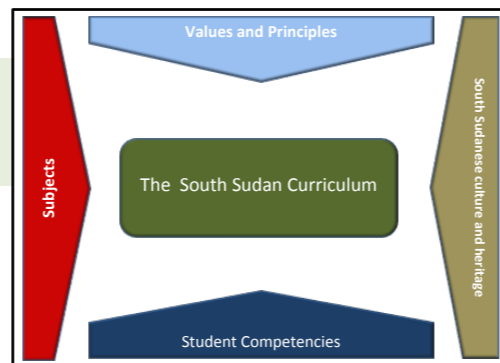 Values and Principles
Subjects
The South Sudan Curriculum
South Sudanese culture and heritage
Student Competencies